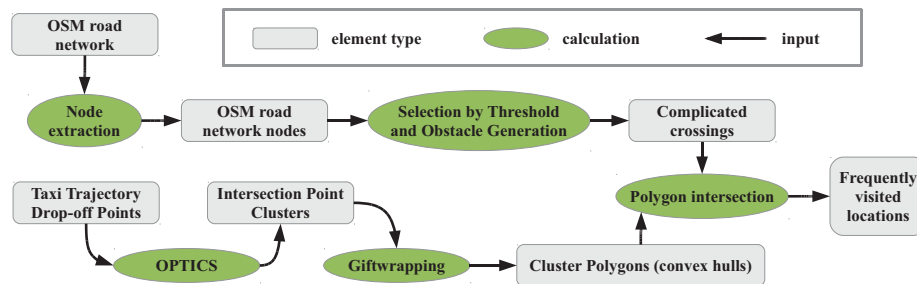 OSM road
network
element type
calculation
input
Node
extraction
OSM road
network nodes
Selection by Threshold
and Obstacle Generation
Complicated
crossings
Taxi Trajectory
Drop-off Points
Intersection Point
Clusters
Polygon intersection
Frequently
visited
locations
OPTICS
Giftwrapping
Cluster Polygons (convex hulls)